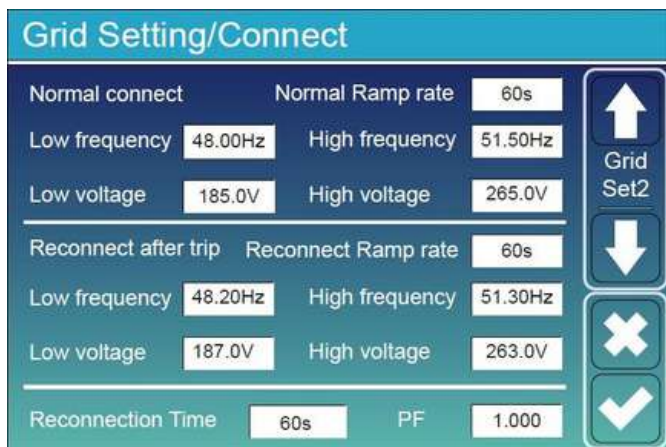 Grid Setting/Connect
Normal connect Normal Ramp rate 60s
Low frequency 48.00Hz High frequency 51.50Hz
Low voltage 185.0V High voltage 265.0V
Reconnect after trip Reconnect Ramp rate 60s
Low frequency 48.20Hz High frequency 51.30Hz
Low voltage 187.0V High voltage 263.0V
Reconnection Time 60s PF 1.000
Grid
Set2